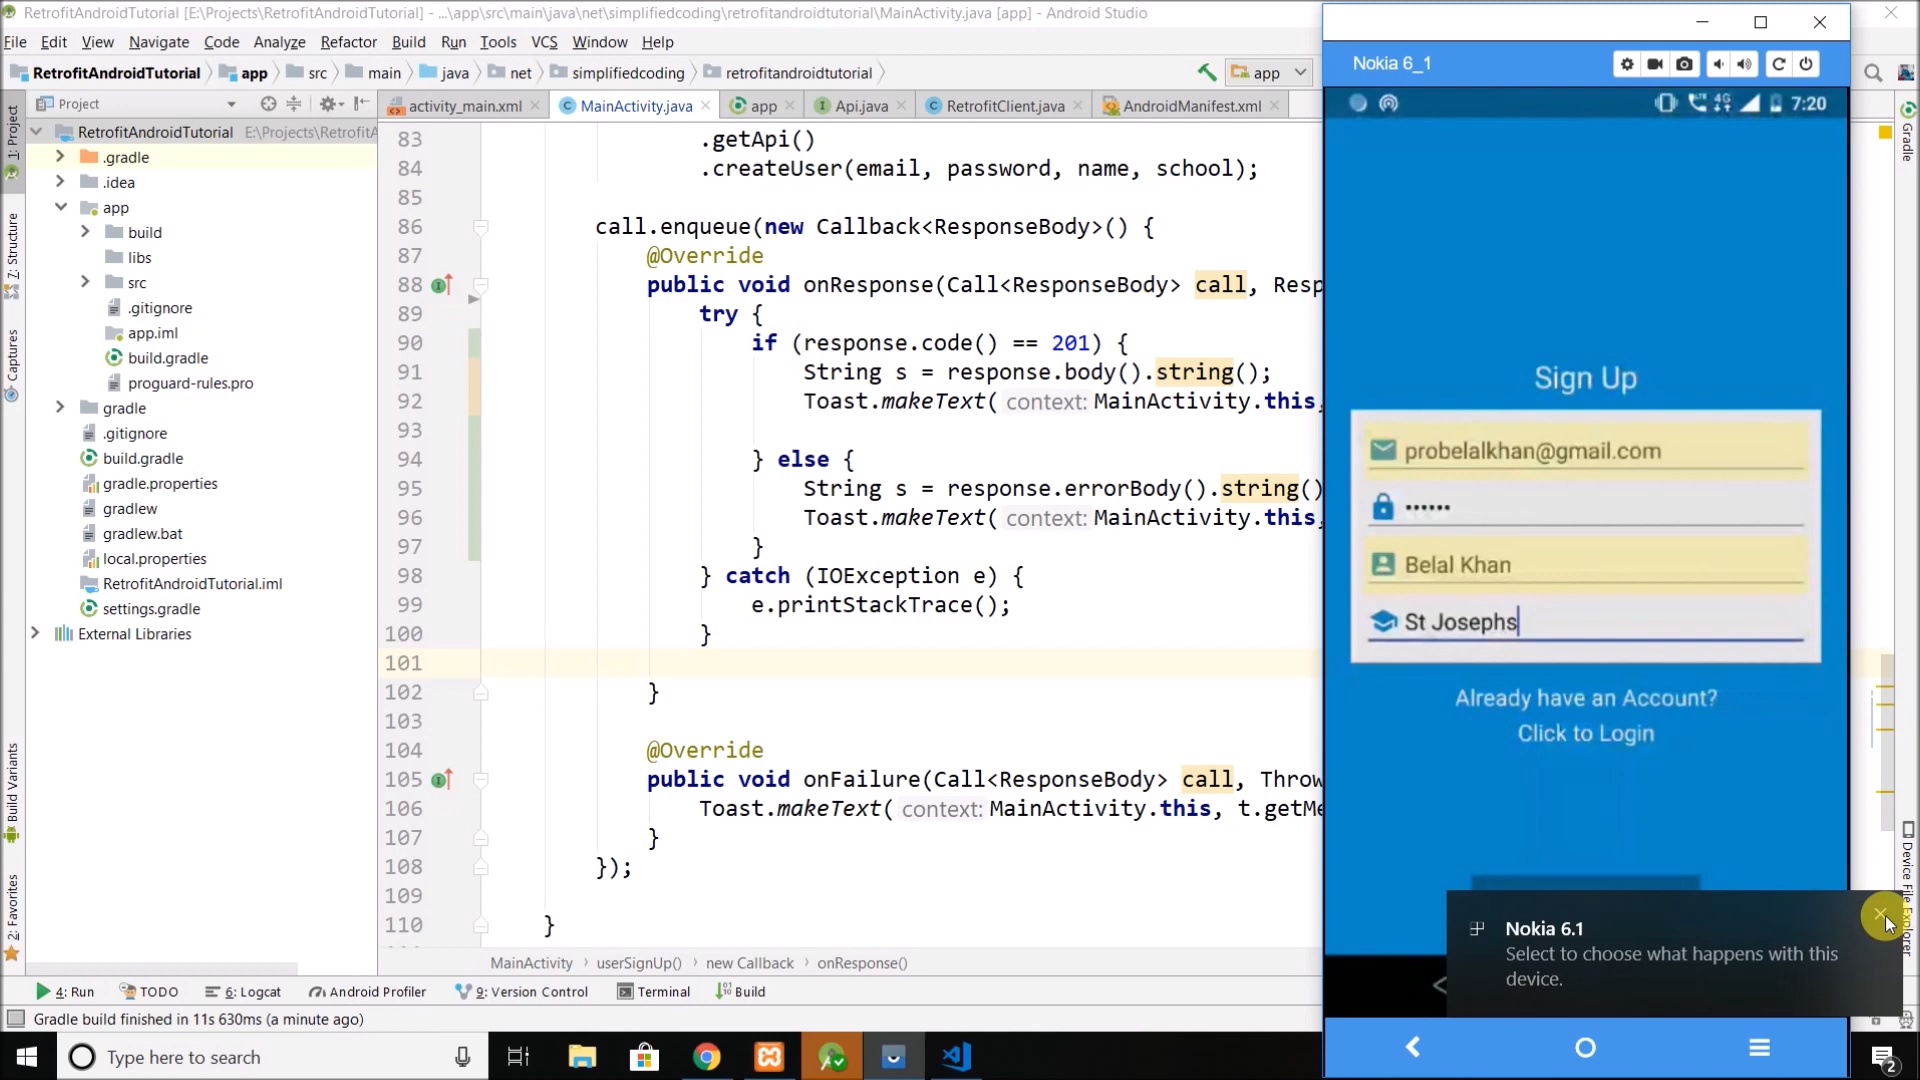 RetrofitAndroidTutorial [E:\Projects\RetrofitAndroidTutorial] - ...\app\src\main\java\net\simplifiedcoding\retrofitandroidtutorial\MainActivity.java [app] - Android Studio
File Edit View Navigate Code Analyze Refactor Build Run Tools VCS Window Help
RetrofitAndroidTutorial app src main java net simplifiedcoding retrofitandroidtutorial app
Project
activity_main.xml MainActivity.java app Api.java RetrofitClient.java AndroidManifest.xml
1: Project
7: Structure
Captures
Build Variants
2: Favorites
RetrofitAndroidTutorial E:\Projects\RetrofitA
.gradle
.idea
app
build
libs
src
.gitignore
app.iml
build.gradle
proguard-rules.pro
gradle
.gitignore
build.gradle
gradle.properties
gradlew
gradlew.bat
local.properties
RetrofitAndroidTutorial.iml
settings.gradle
External Libraries
83 .getApi()
84 .createUser(email, password, name, school);
85
86 call.enqueue(new Callback<ResponseBody>() {
87 @Override
88 public void onResponse(Call<ResponseBody> call, Resp
89 try {
90 if (response.code() == 201) {
91 String s = response.body().string();
92 Toast.makeText( context: MainActivity.this,
93
94 } else {
95 String s = response.errorBody().string()
96 Toast.makeText( context: MainActivity.this,
97 }
98 } catch (IOException e) {
99 e.printStackTrace();
100 }
101
102 }
103
104 @Override
105 public void onFailure(Call<ResponseBody> call, Throw
106 Toast.makeText( context: MainActivity.this, t.getMe
107 }
108 });
109
110 }
MainActivity userSignUp() new Callback onResponse()
4: Run TODO 6: Logcat Android Profiler 9: Version Control Terminal Build
Gradle build finished in 11s 630ms (a minute ago)
Type here to search
Nokia 6_1
4G 7:20
Sign Up
probelalkhan@gmail.com
••••••
Belal Khan
St Josephs
Already have an Account?
Click to Login
Nokia 6.1
Select to choose what happens with this
device.
Gradle
Device File Explorer
2